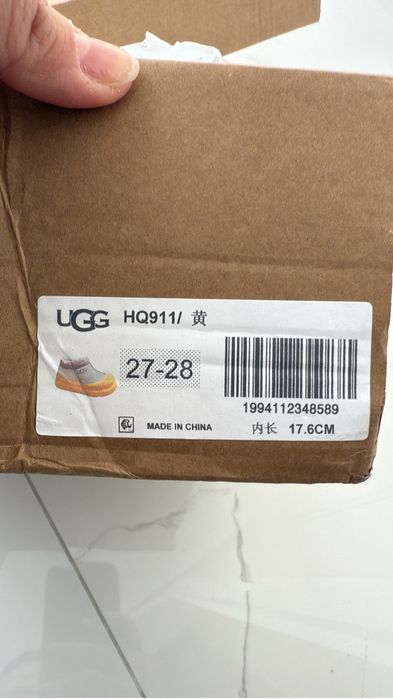 UGG HQ911/ 黄
27-28
1994112348589
MADE IN CHINA
内长 17.6CM